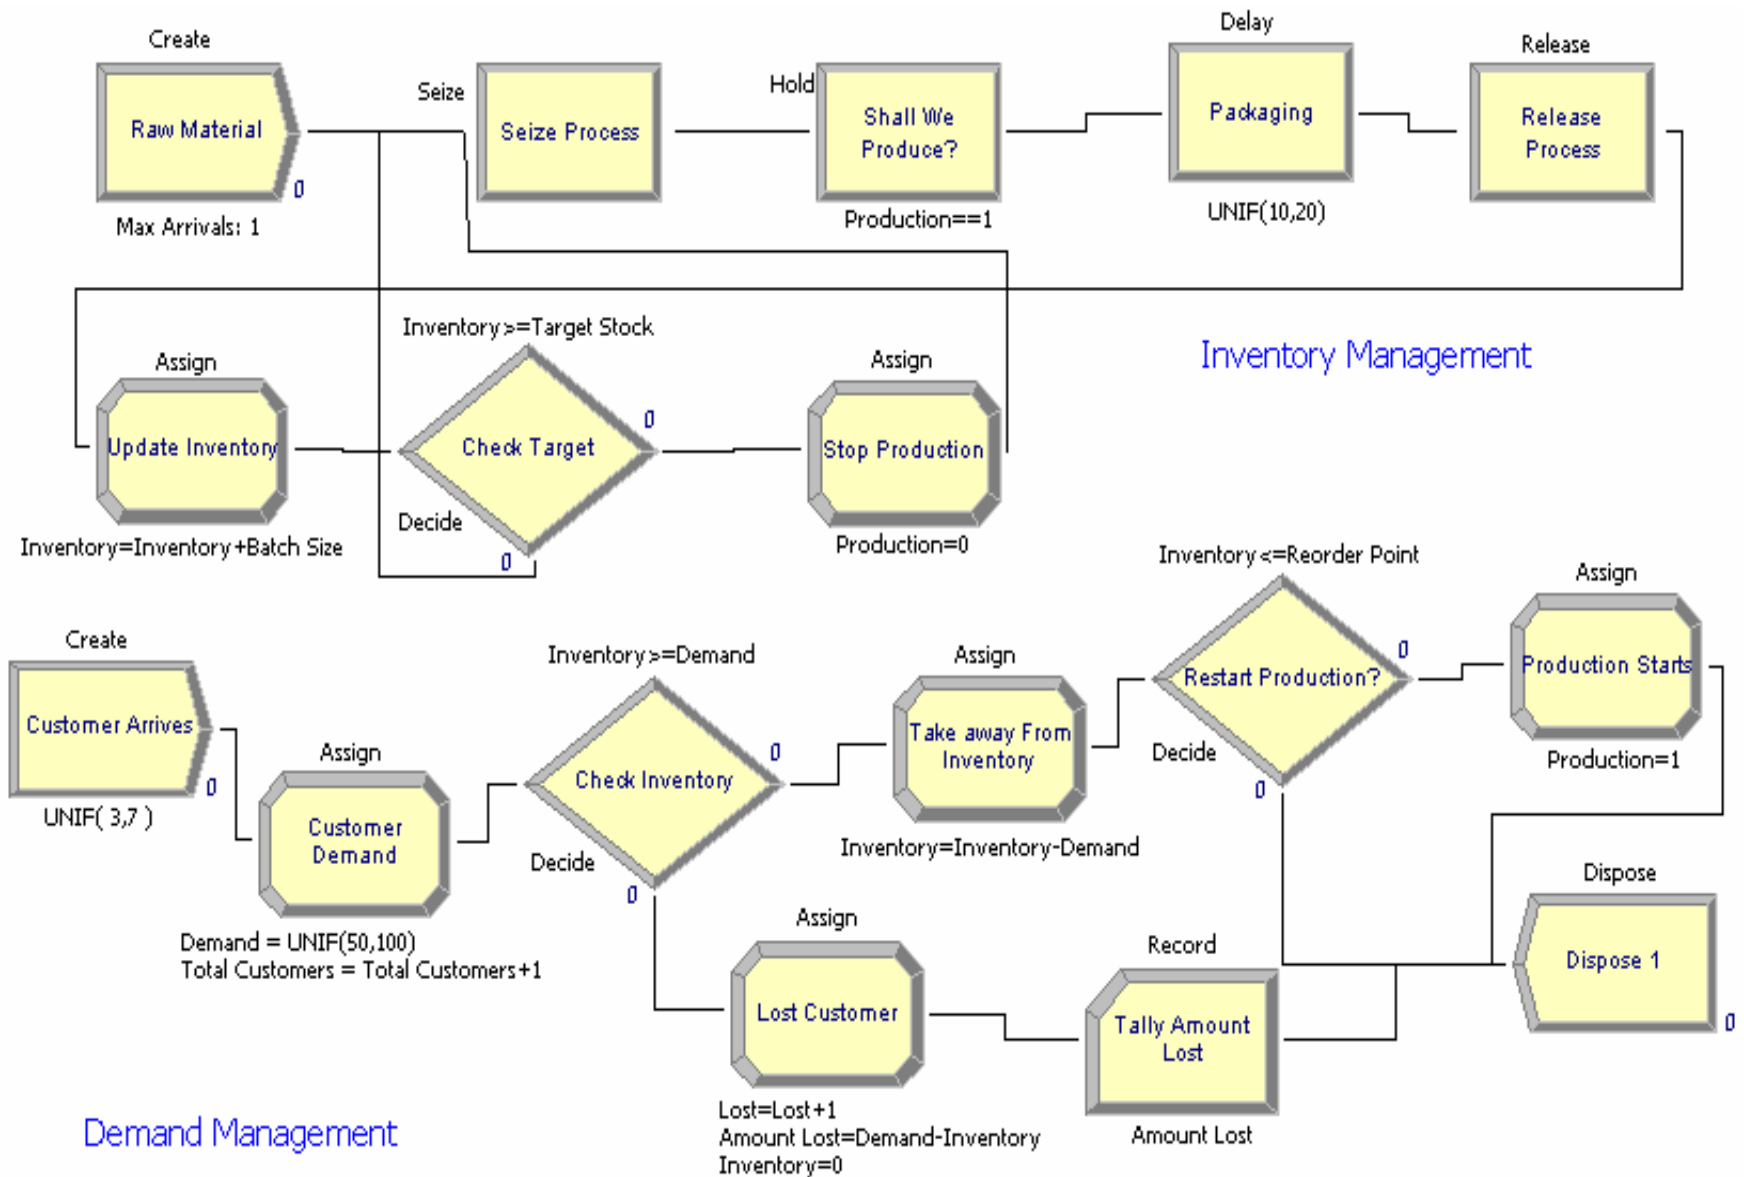 Create
Raw Material
0
Max Arrivals: 1
Seize
Seize Process
Hold
Shall We
Produce?
Production==1
Delay
Packaging
UNIF(10,20)
Release
Release
Process
Inventory Management
Assign
Update Inventory
Inventory=Inventory+Batch Size
Inventory>=Target Stock
Check Target
0
Decide
0
Assign
Stop Production
Production=0
Create
Customer Arrives
0
UNIF( 3,7 )
Assign
Customer
Demand
Demand = UNIF(50,100)
Total Customers = Total Customers+1
Inventory>=Demand
Check Inventory
0
Decide
0
Assign
Take away From
Inventory
Inventory=Inventory-Demand
Inventory<=Reorder Point
Restart Production?
0
Decide
0
Assign
Production Starts
Production=1
Assign
Lost Customer
Lost=Lost+1
Amount Lost=Demand-Inventory
Inventory=0
Record
Tally Amount
Lost
Amount Lost
Dispose
Dispose 1
0
Demand Management